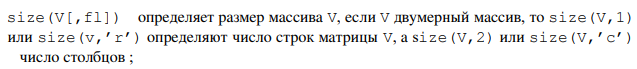 size(V[,fl]) определяет размер массива V, если V двумерный массив, то size(V,1)
или size(v,'r') определяют число строк матрицы V, а size(V,2) или size(V,'c')
число столбцов ;